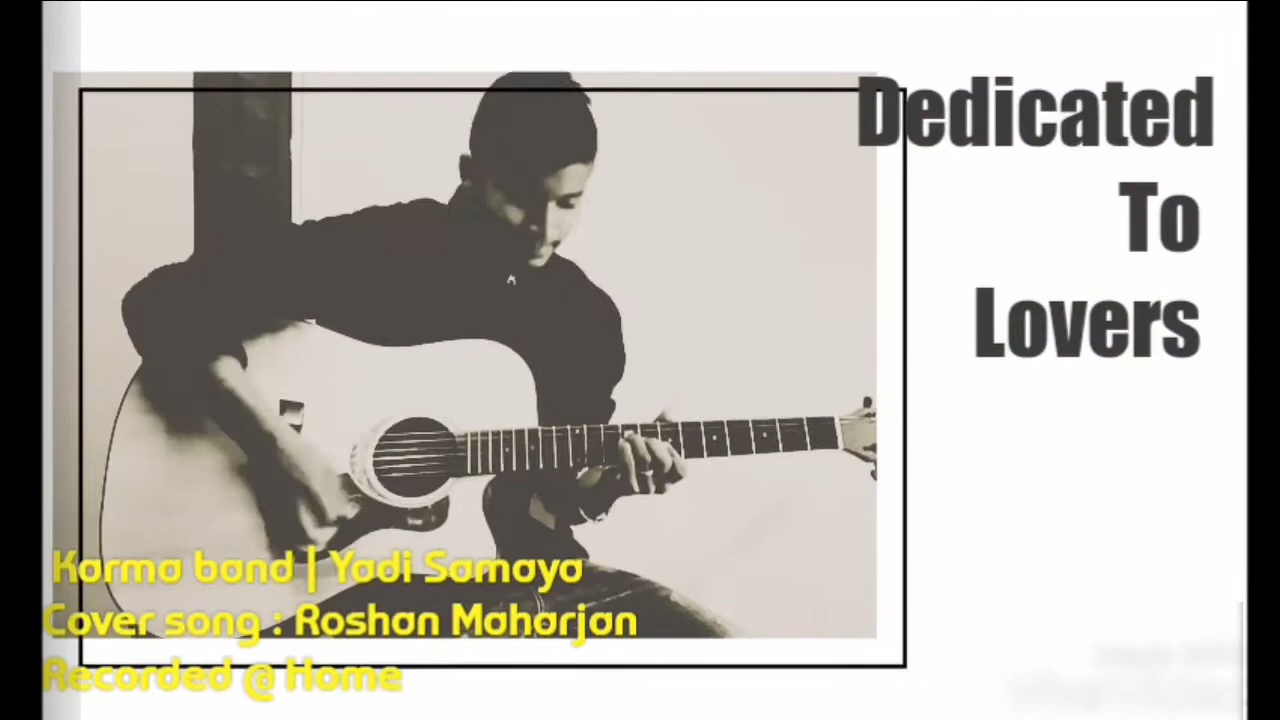 Dedicated
To
Lovers
Karma band | Yadi Samaya
Cover song : Roshan Maharjan
Recorded @ Home